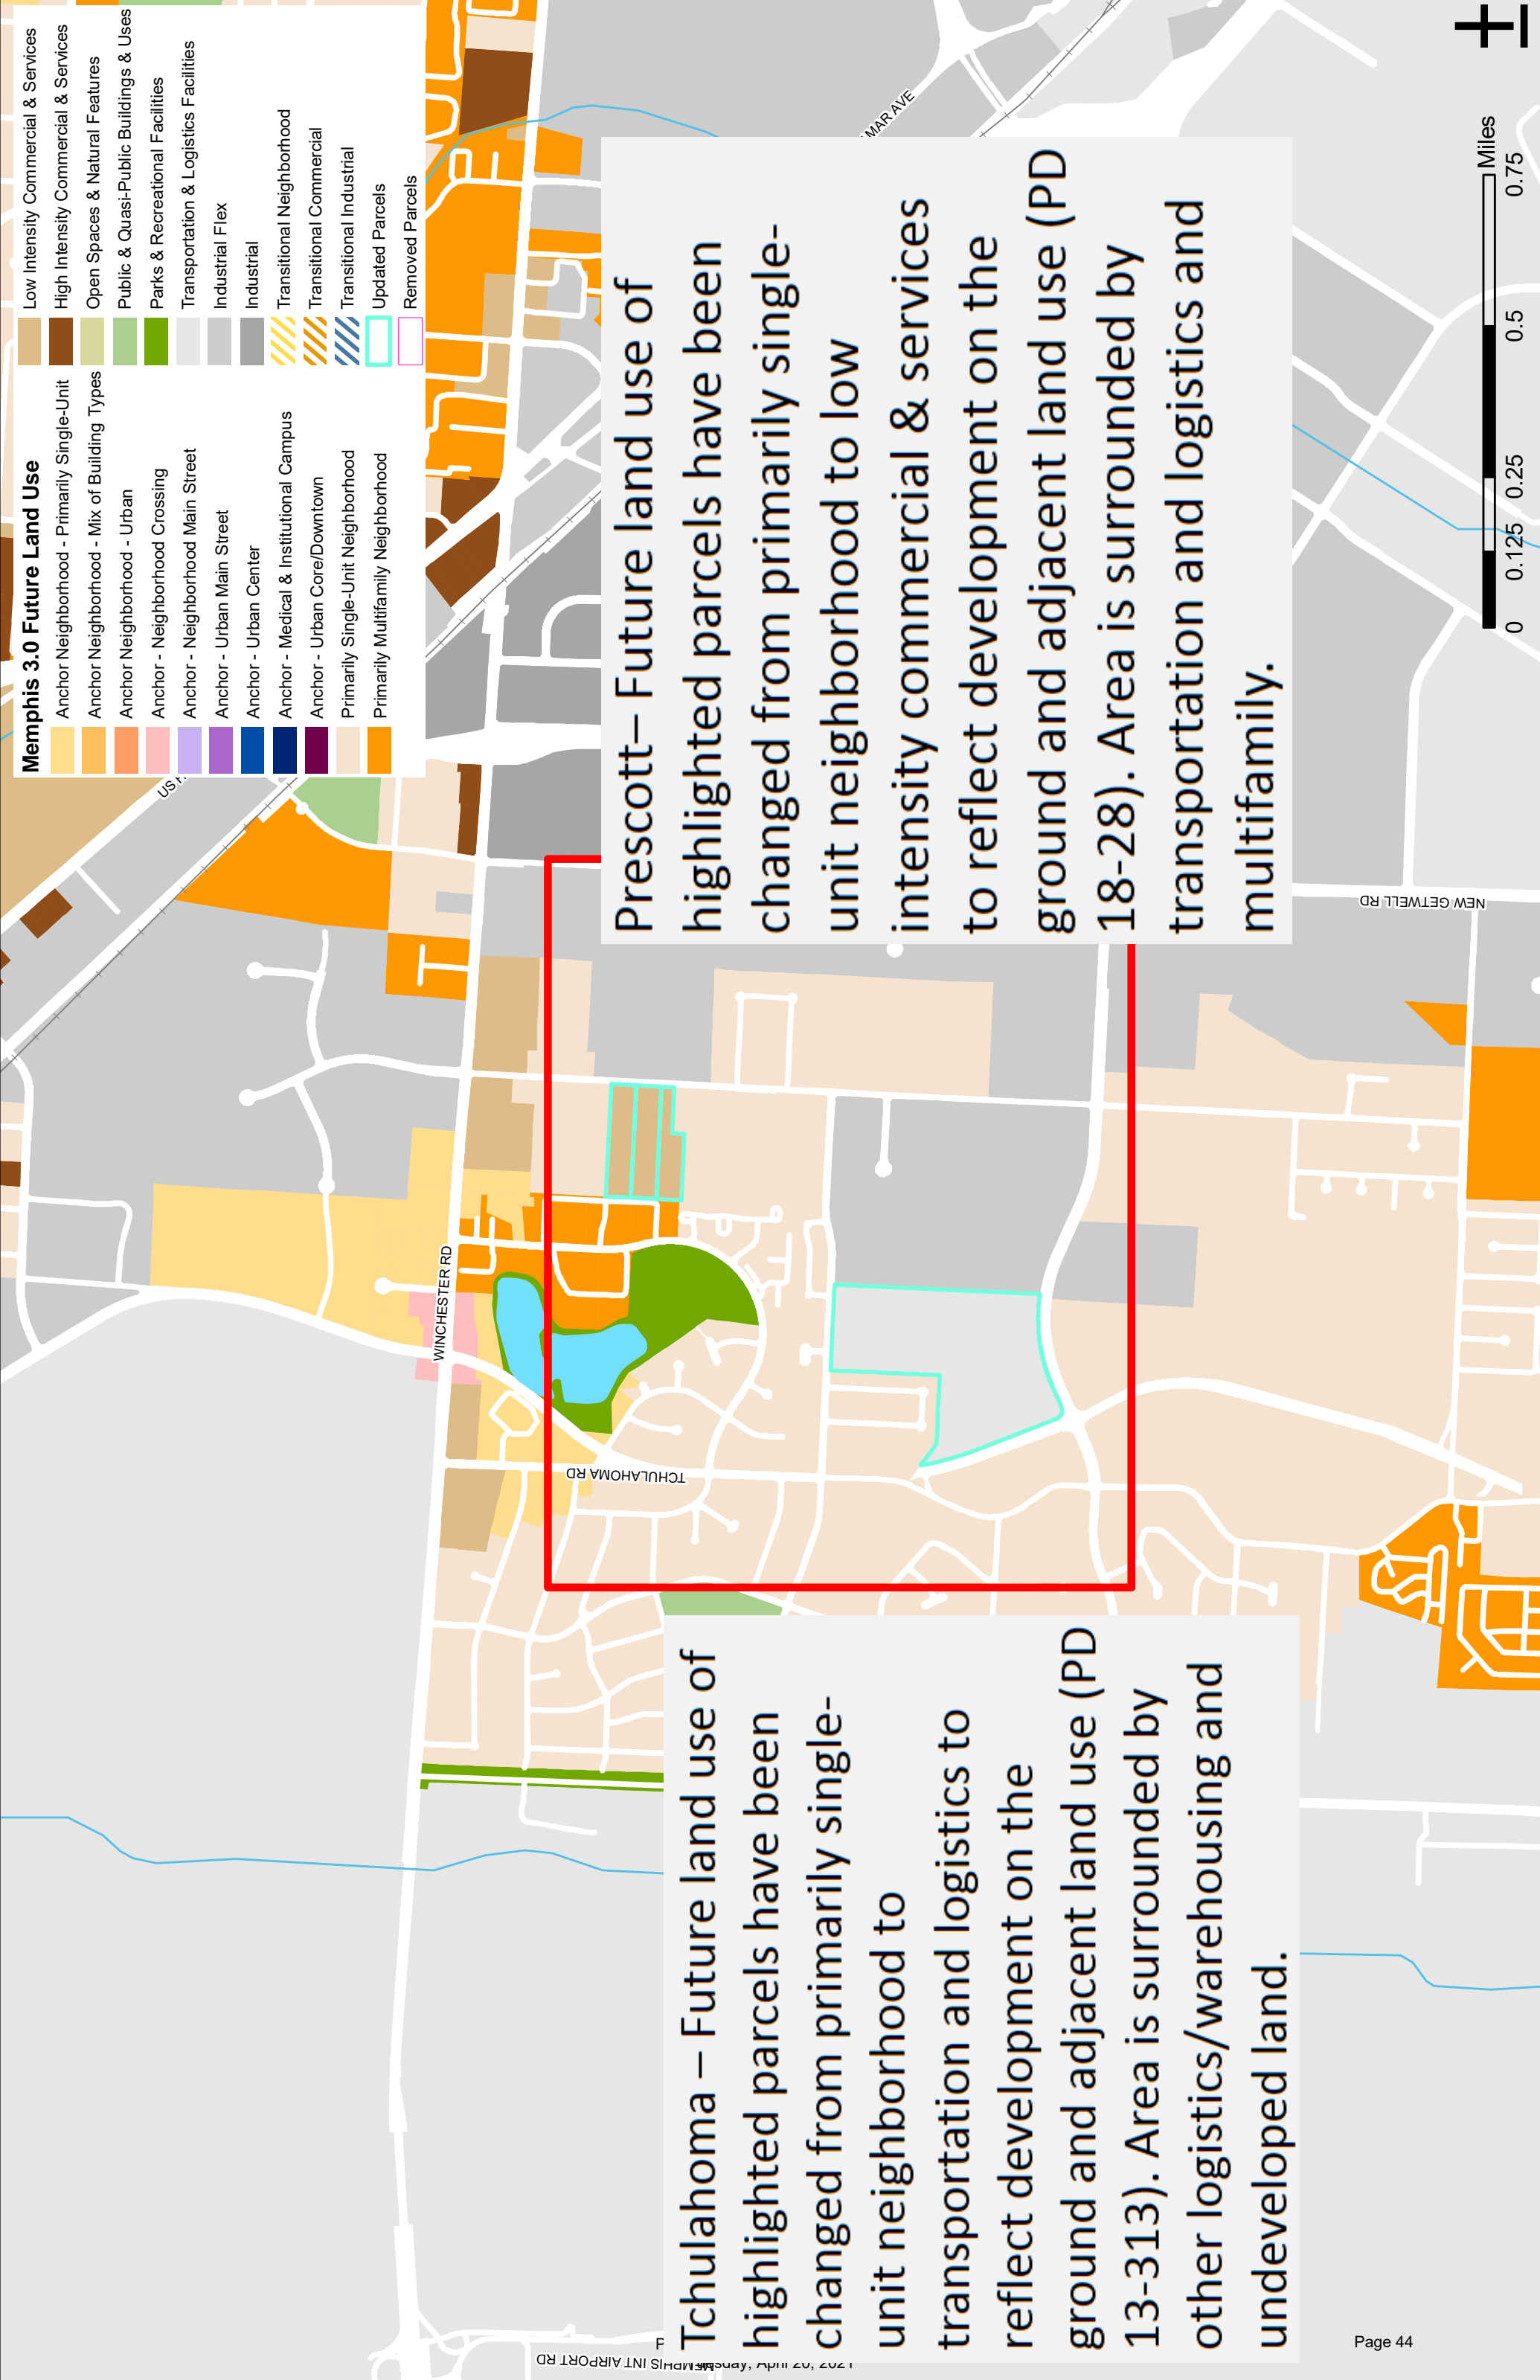 Memphis 3.0 Future Land Use
Anchor Neighborhood - Primarily Single-Unit
Anchor Neighborhood - Mix of Building Types
Anchor Neighborhood - Urban
Anchor - Neighborhood Crossing
Anchor - Neighborhood Main Street
Anchor - Urban Main Street
Anchor - Urban Center
Anchor - Medical & Institutional Campus
Anchor - Urban Core/Downtown
Primarily Single-Unit Neighborhood
Primarily Multifamily Neighborhood
Low Intensity Commercial & Services
High Intensity Commercial & Services
Open Spaces & Natural Features
Public & Quasi-Public Buildings & Uses
Parks & Recreational Facilities
Transportation & Logistics Facilities
Industrial Flex
Industrial
Transitional Neighborhood
Transitional Commercial
Transitional Industrial
Updated Parcels
Removed Parcels
US
MAR AVE
WINCHESTER RD
TCHULAHOMA RD
NEW GETWELL RD
INT AIRPORT RD
Tchulahoma – Future land use of
highlighted parcels have been
changed from primarily single-
unit neighborhood to
transportation and logistics to
reflect development on the
ground and adjacent land use (PD
13-313). Area is surrounded by
other logistics/warehousing and
undeveloped land.
Prescott– Future land use of
highlighted parcels have been
changed from primarily single-
unit neighborhood to low
intensity commercial & services
to reflect development on the
ground and adjacent land use (PD
18-28). Area is surrounded by
transportation and logistics and
multifamily.
0 0.125 0.25 0.5 0.75
Miles
April 20, 2021
Page 44